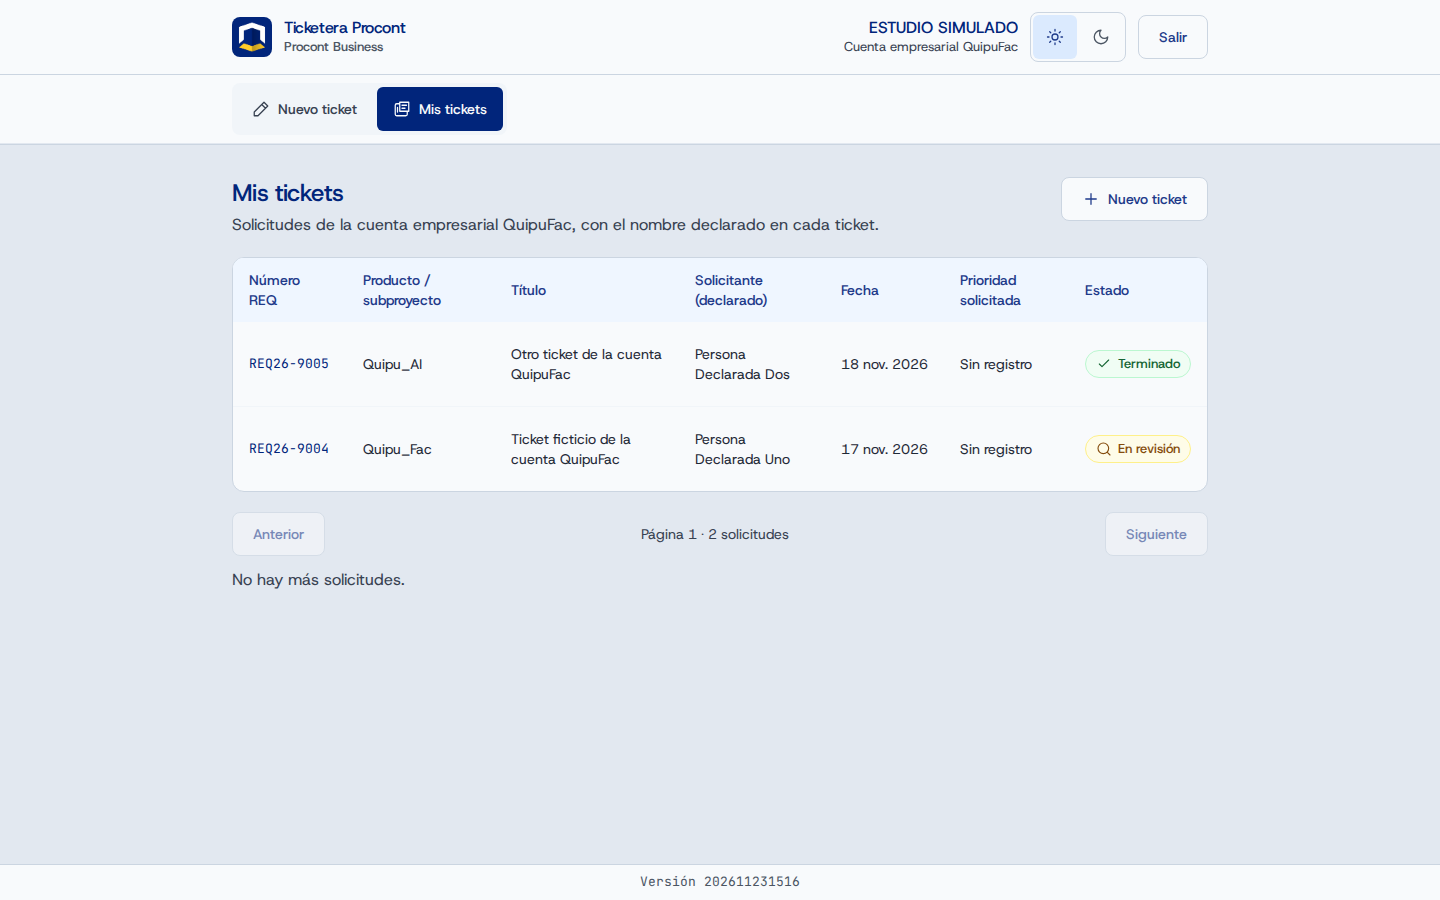 Ticketera Procont
Procont Business
ESTUDIO SIMULADO
Cuenta empresarial QuipuFac
Salir
Nuevo ticket
Mis tickets
Mis tickets
Solicitudes de la cuenta empresarial QuipuFac, con el nombre declarado en cada ticket.
Nuevo ticket
Número
REQ
Producto /
subproyecto
Título
Solicitante
(declarado)
Fecha
Prioridad
solicitada
Estado
REQ26-9005
Quipu_AI
Otro ticket de la cuenta
QuipuFac
Persona
Declarada Dos
18 nov. 2026
Sin registro
Terminado
REQ26-9004
Quipu_Fac
Ticket ficticio de la
cuenta QuipuFac
Persona
Declarada Uno
17 nov. 2026
Sin registro
En revisión
Anterior
Página 1 · 2 solicitudes
Siguiente
No hay más solicitudes.
Versión 202611231516